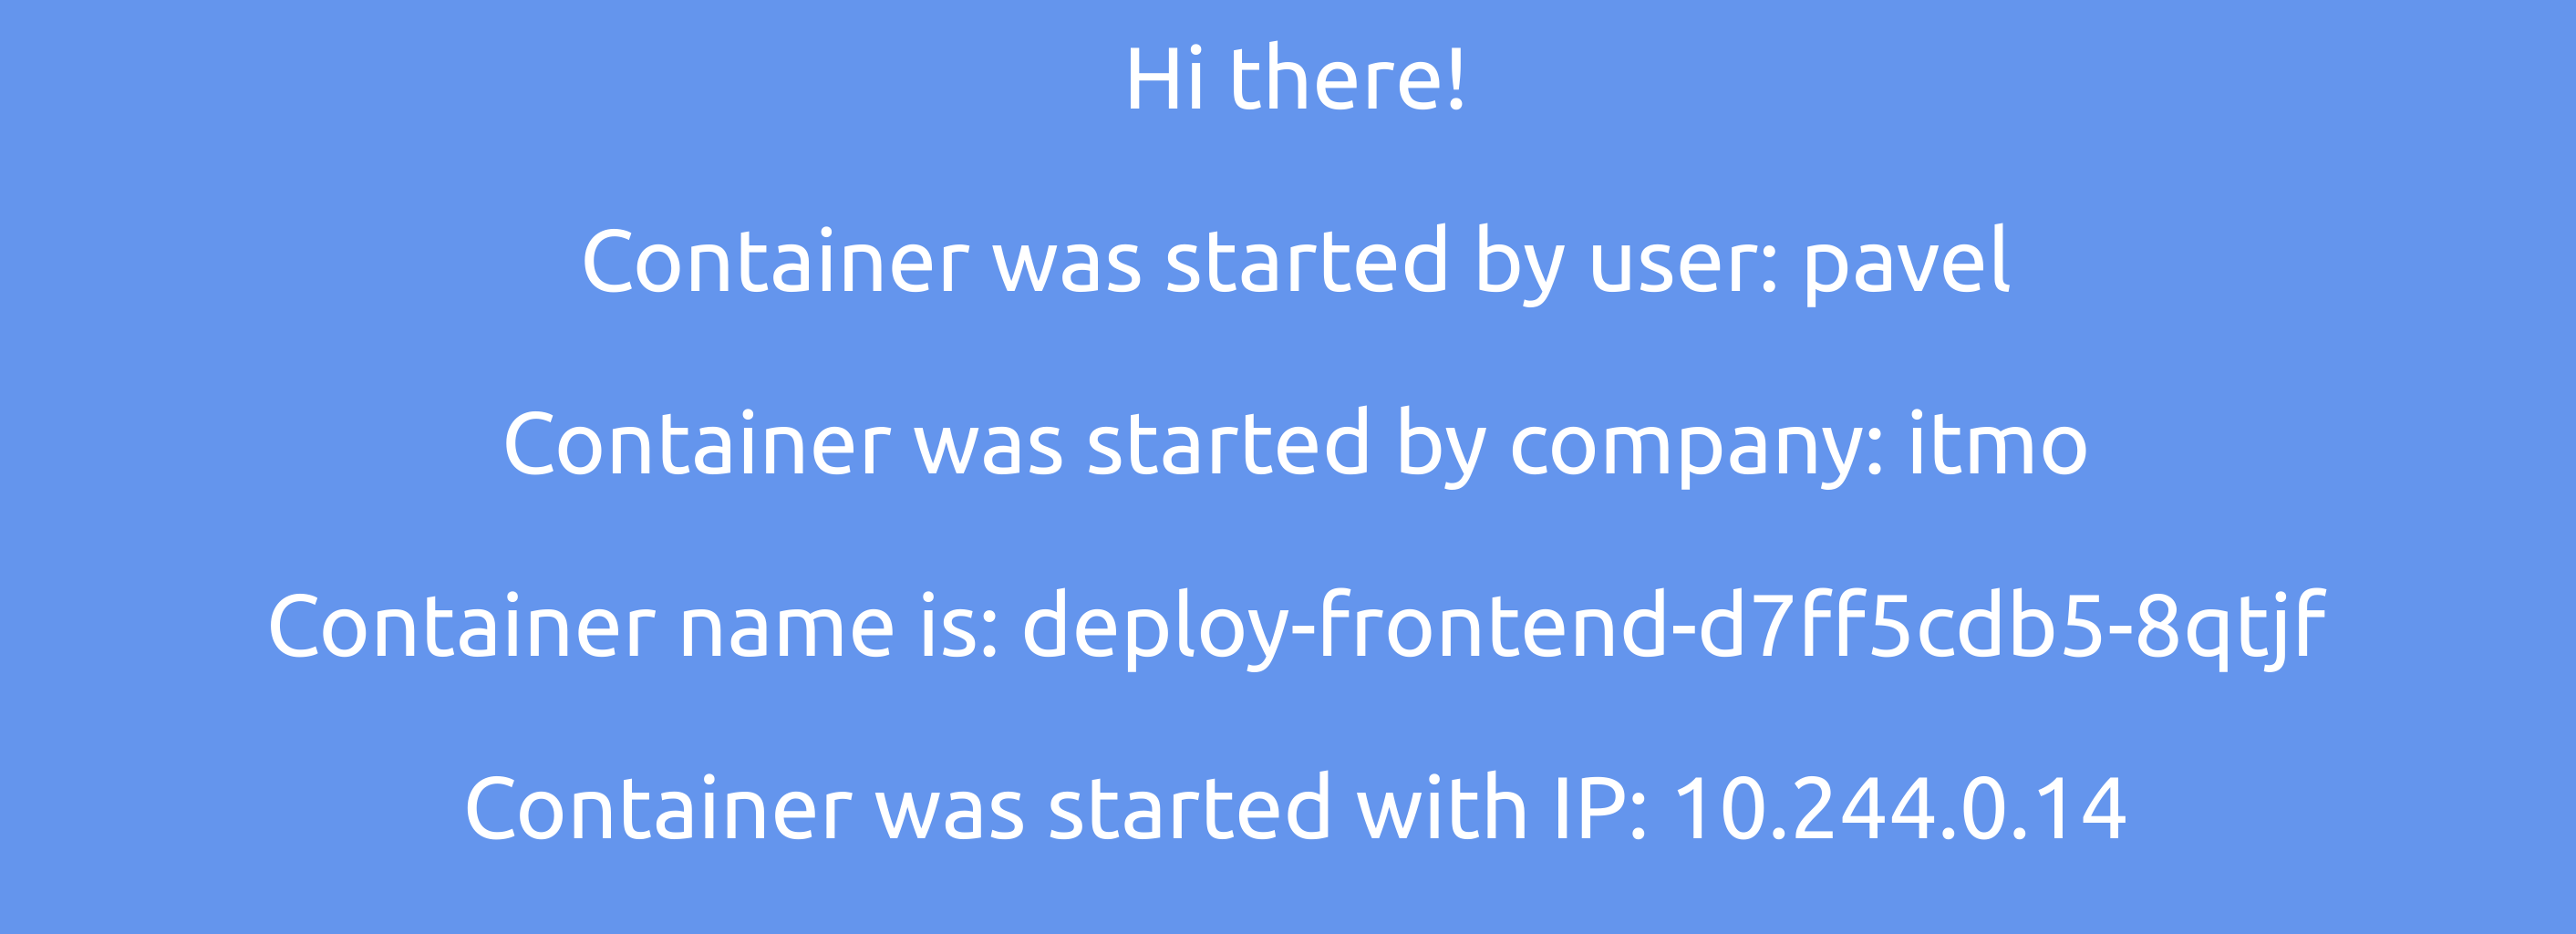 Hi there!
Container was started by user: pavel
Container was started by company: itmo
Container name is: deploy-frontend-d7ff5cdb5-8qtjf
Container was started with IP: 10.244.0.14